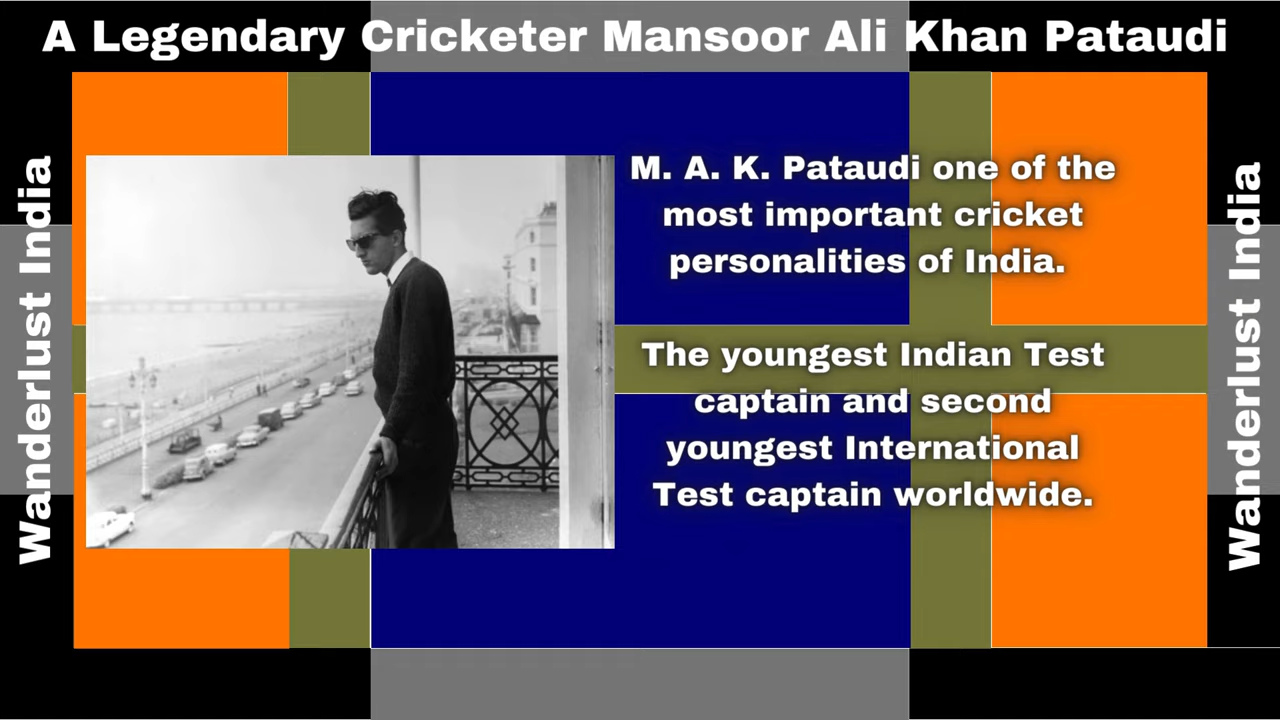 A Legendary Cricketer Mansoor Ali Khan Pataudi
Wanderlust India
M. A. K. Pataudi one of the
most important cricket
personalities of India.
The youngest Indian Test
captain and second
youngest International
Test captain worldwide.
Wanderlust India